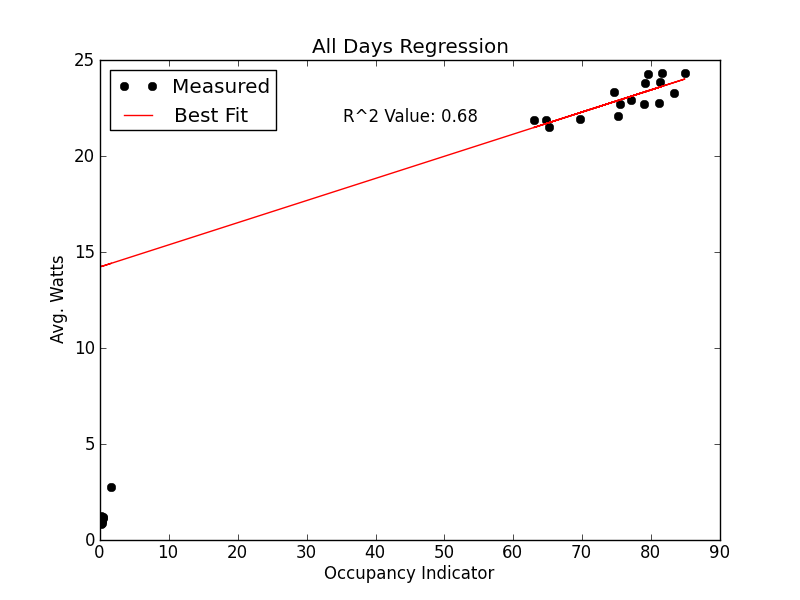 All Days Regression
Measured
Best Fit
R^2 Value: 0.68
Avg. Watts
25
20
15
10
5
0
0 10 20 30 40 50 60 70 80 90
Occupancy Indicator